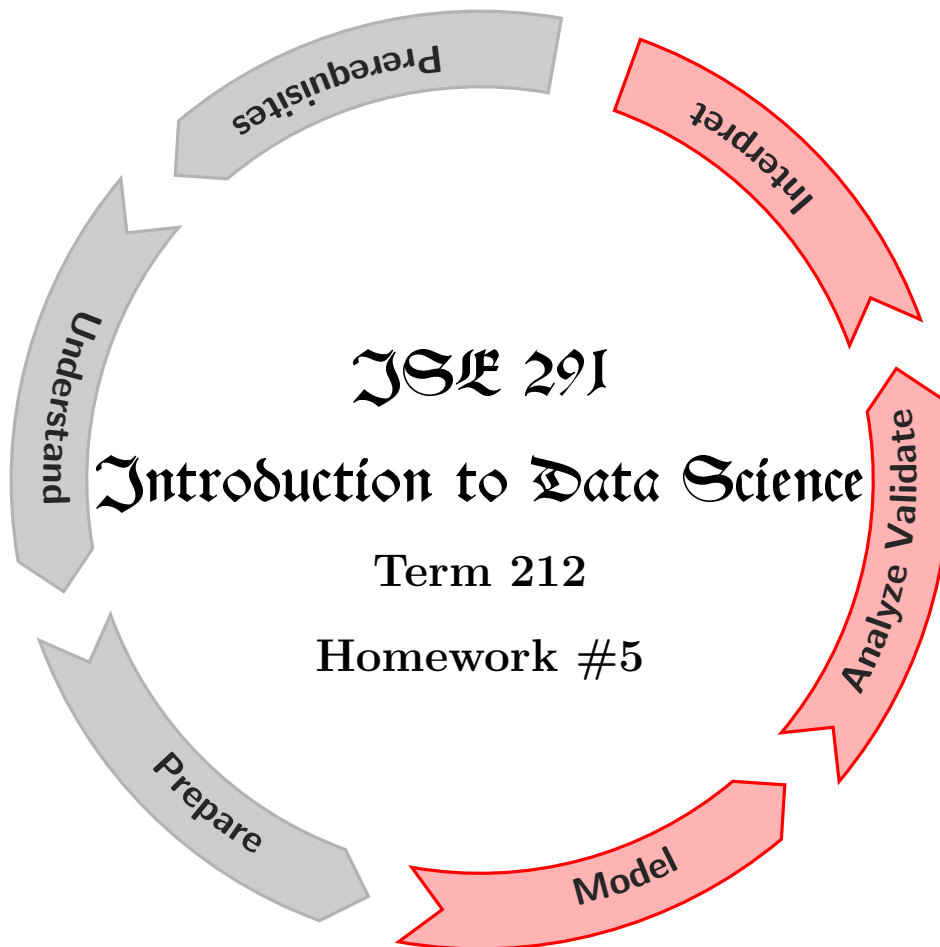 Prerequisites
Interpret
Understand
ISE 291
Introduction to Data Science
Term 212
Homework #5
Analyze Validate
Prepare
Model